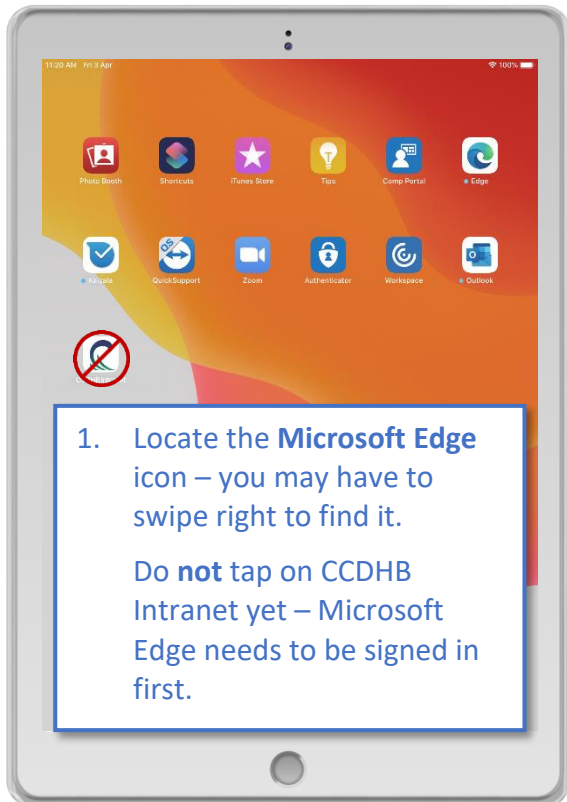 11:20 AM Fri 3 Apr 100%
Photo Booth Shortcuts iTunes Store Tips Comp Portal Edge
Kaizala QuickSupport Zoom Authenticator Workspace Outlook
OS
1. Locate the Microsoft Edge
icon – you may have to
swipe right to find it.
Do not tap on CCDHB
Intranet yet – Microsoft
Edge needs to be signed in
first.